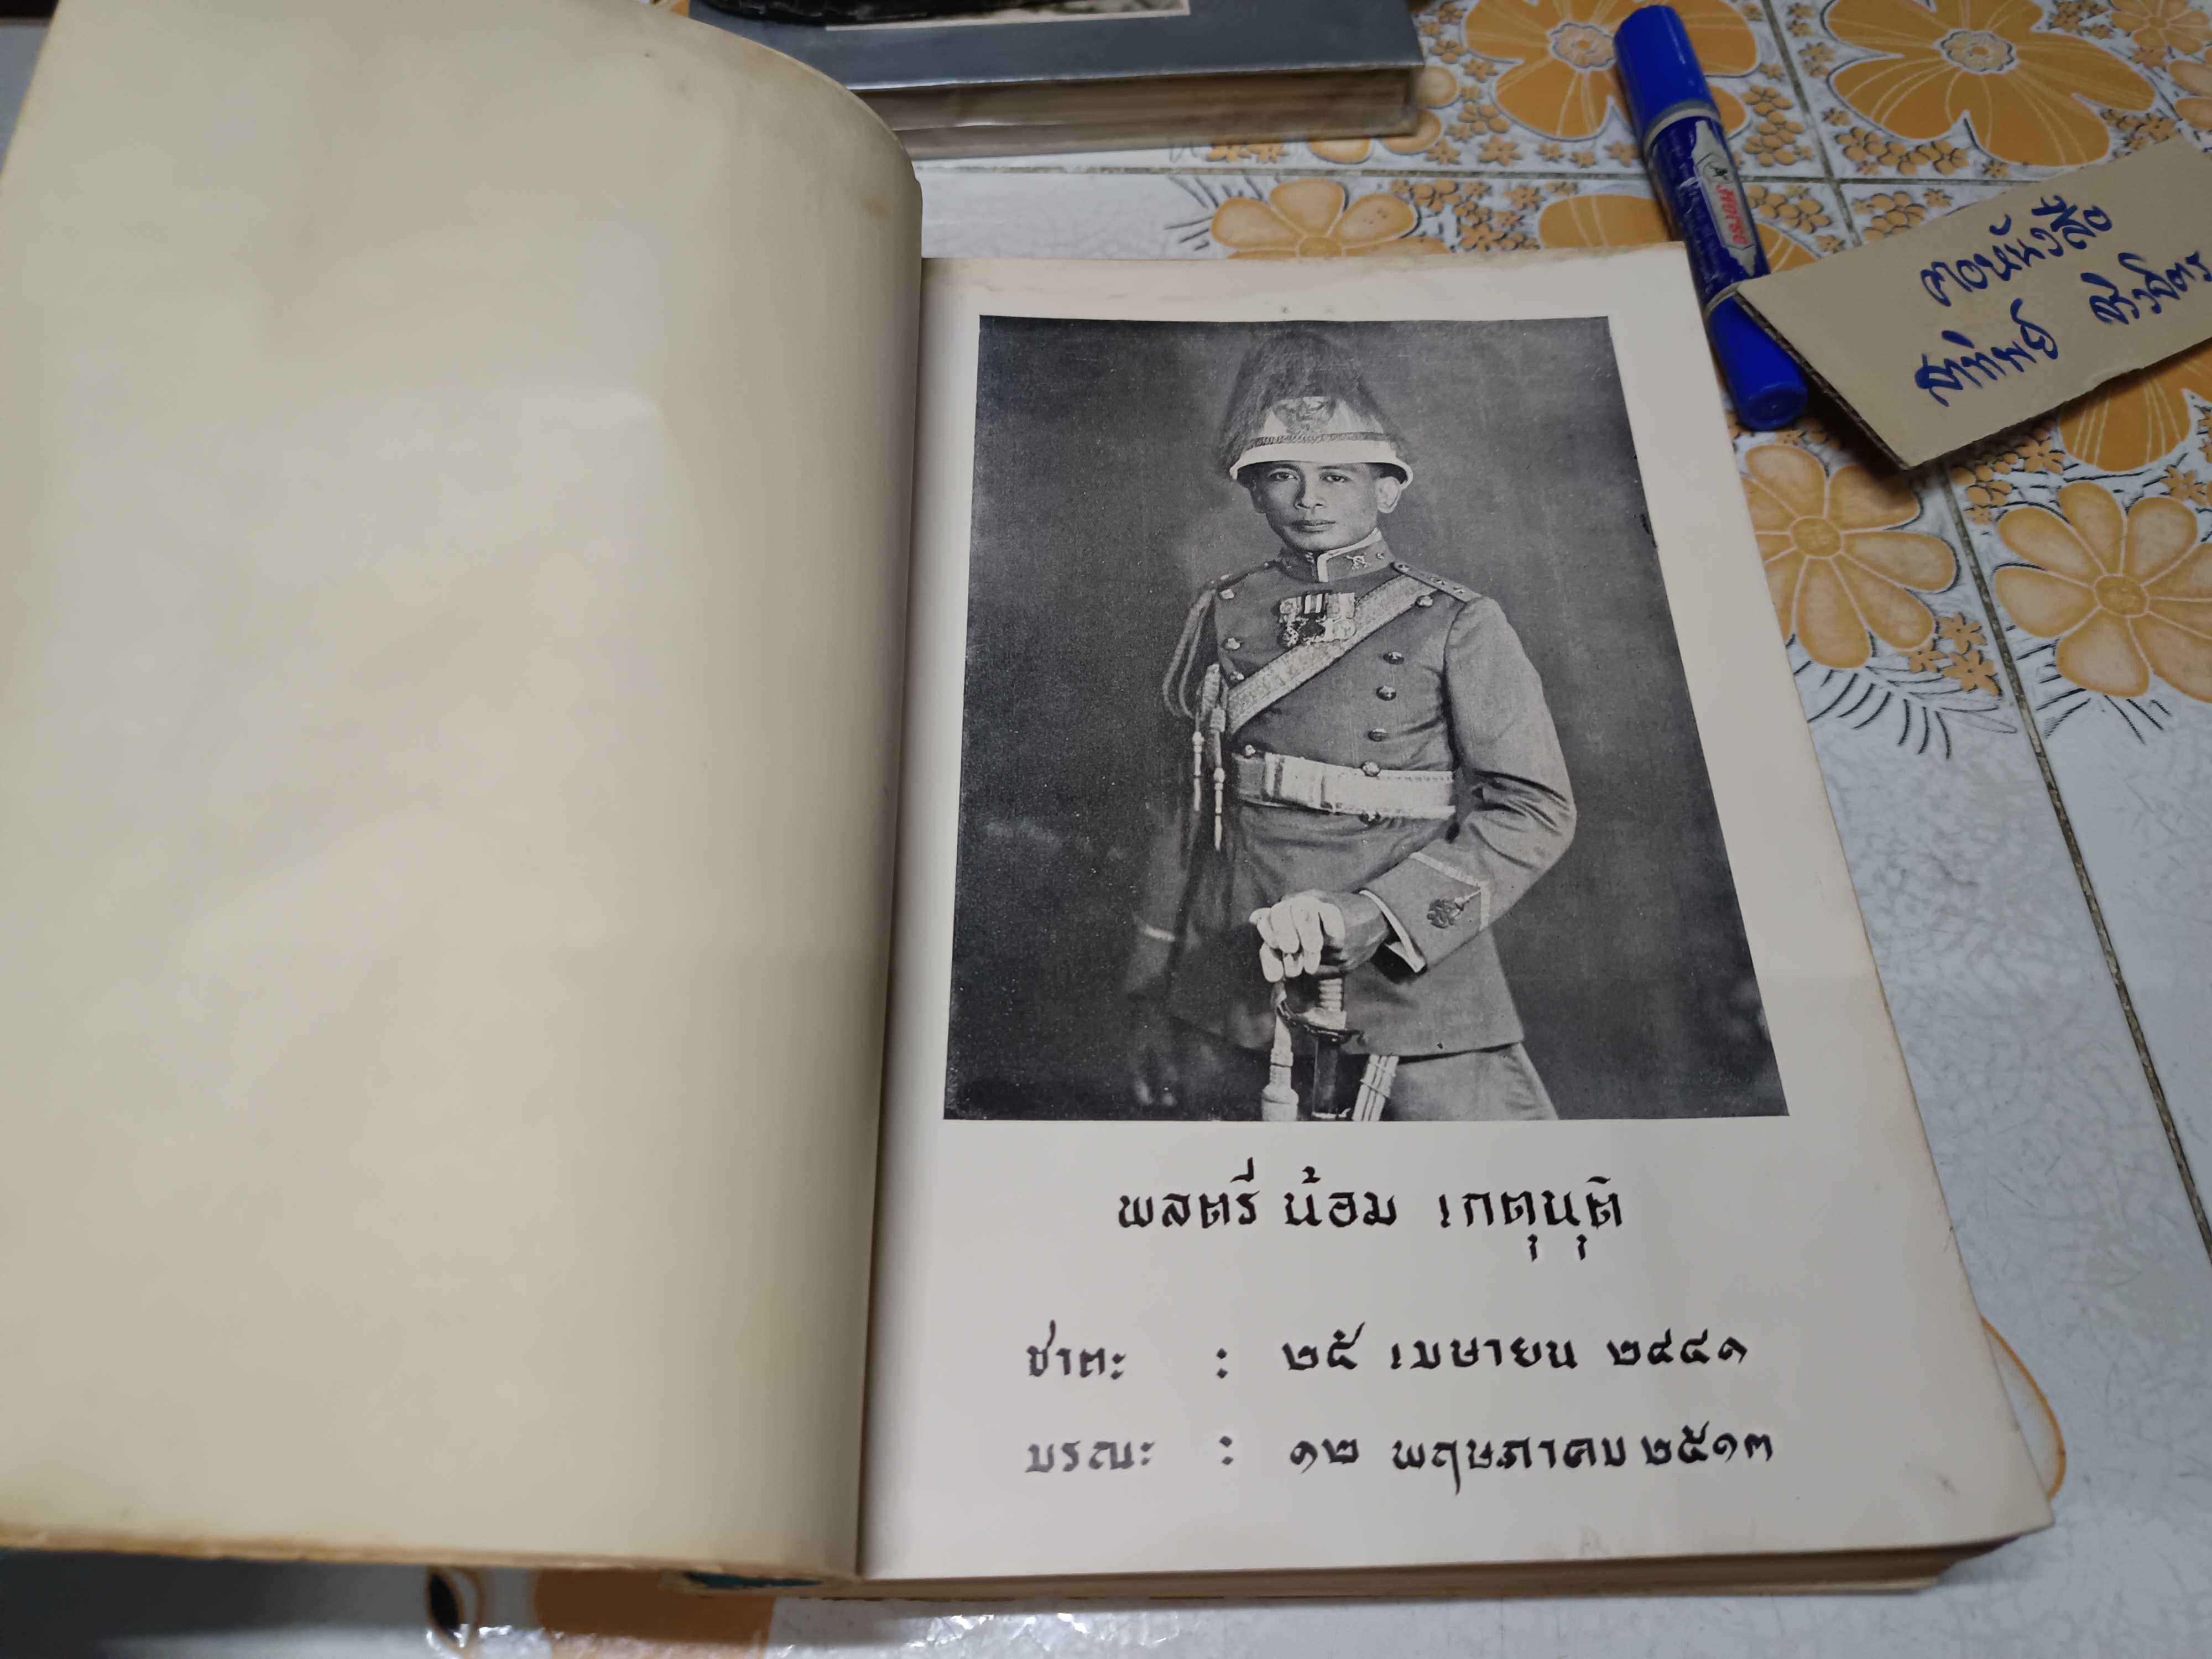 พลตรี น้อม เกตุนุติ
ชาตะ : ๒๕ เมษายน ๒๔๔๑
มรณะ : ๑๒ พฤษภาคม ๒๕๑๓
Horse